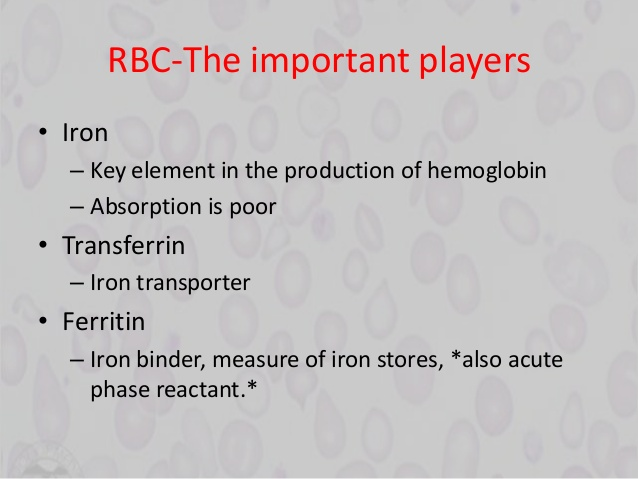 RBC-The important players
• Iron
– Key element in the production of hemoglobin
– Absorption is poor
• Transferrin
– Iron transporter
• Ferritin
– Iron binder, measure of iron stores, *also acute
phase reactant.*